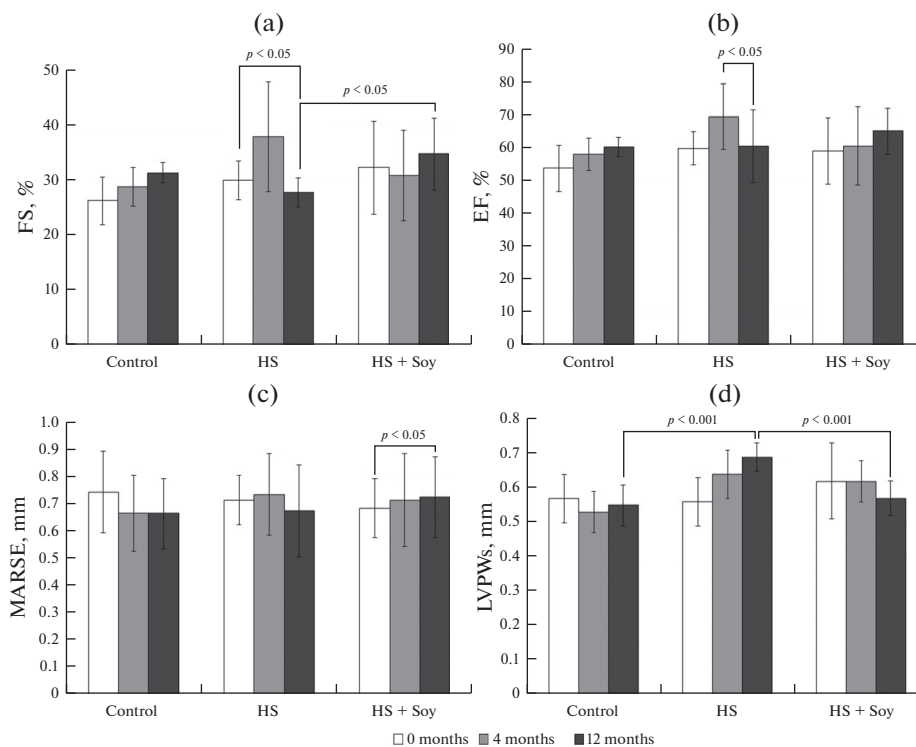 (a)
p < 0.05
p < 0.05
50
40
30
20
10
0
FS, %
Control
HS
HS + Soy
(b)
p < 0.05
90
80
70
60
50
40
30
20
10
0
EF, %
Control
HS
HS + Soy
(c)
p < 0.05
1.0
0.9
0.8
0.7
0.6
0.5
0.4
0.3
0.2
0.1
0
MARSE, mm
Control
HS
HS + Soy
(d)
p < 0.001
p < 0.001
0.8
0.7
0.6
0.5
0.4
0.3
0.2
0.1
0
LVPWs, mm
Control
HS
HS + Soy
0 months
4 months
12 months